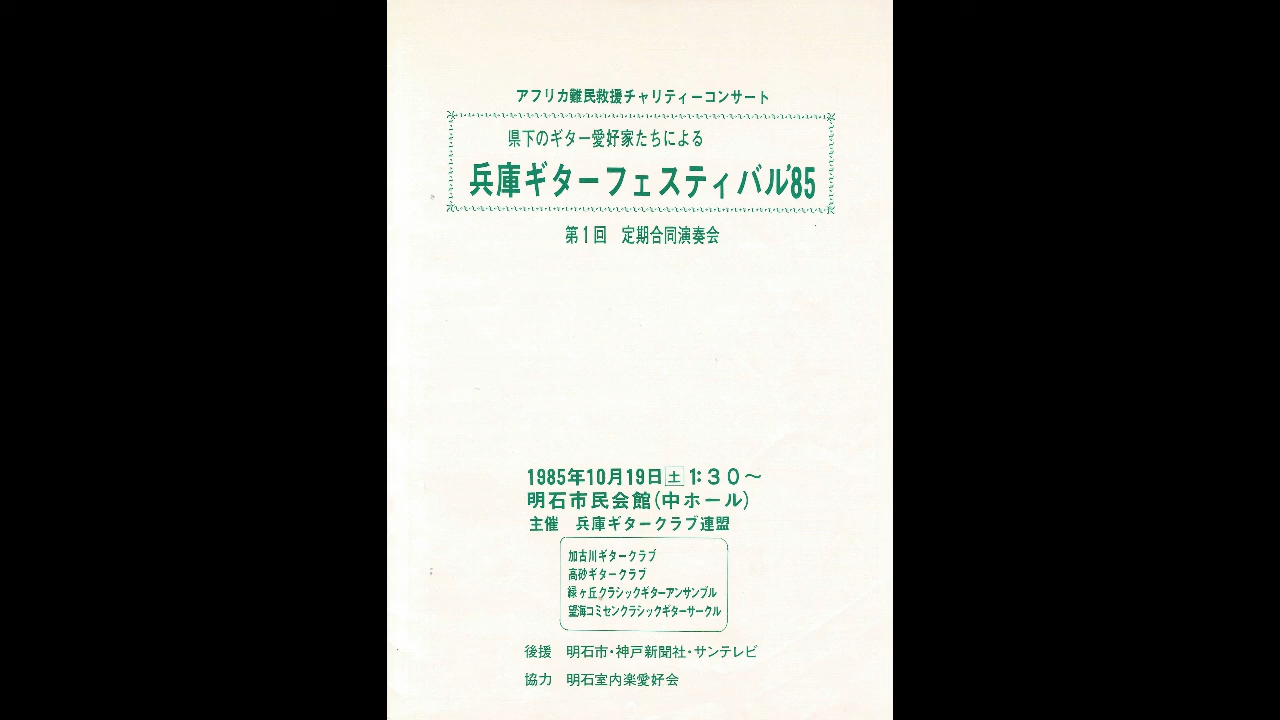 アフリカ難民救援チャリティーコンサート
県下のギター愛好家たちによる
兵庫ギターフェスティバル'85
第1回 定期合同演奏会
1985年10月19日土1:30～
明石市民会館(中ホール)
主催 兵庫ギタークラブ連盟
加古川ギタークラブ
高砂ギタークラブ
緑ヶ丘クラシックギターアンサンブル
望海コミセンクラシックギターサークル
後援 明石市・神戸新聞社・サンテレビ
協力 明石室内楽愛好会